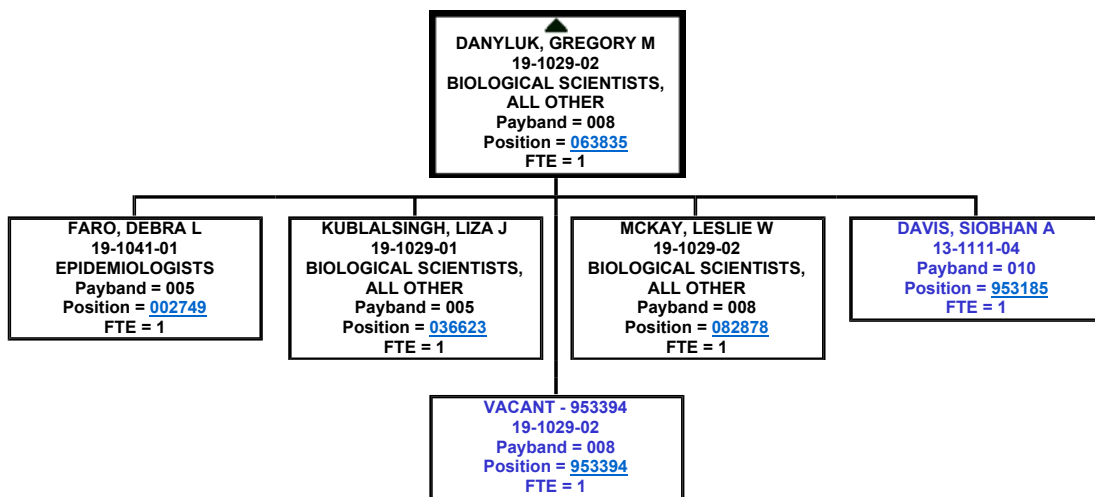 DANYLUK, GREGORY M
19-1029-02
BIOLOGICAL SCIENTISTS,
ALL OTHER
Payband = 008
Position = 063835
FTE = 1
FARO, DEBRA L
19-1041-01
EPIDEMIOLOGISTS
Payband = 005
Position = 002749
FTE = 1
KUBLALSINGH, LIZA J
19-1029-01
BIOLOGICAL SCIENTISTS,
ALL OTHER
Payband = 005
Position = 036623
FTE = 1
MCKAY, LESLIE W
19-1029-02
BIOLOGICAL SCIENTISTS,
ALL OTHER
Payband = 008
Position = 082878
FTE = 1
DAVIS, SIOBHAN A
13-1111-04
Payband = 010
Position = 953185
FTE = 1
VACANT - 953394
19-1029-02
Payband = 008
Position = 953394
FTE = 1